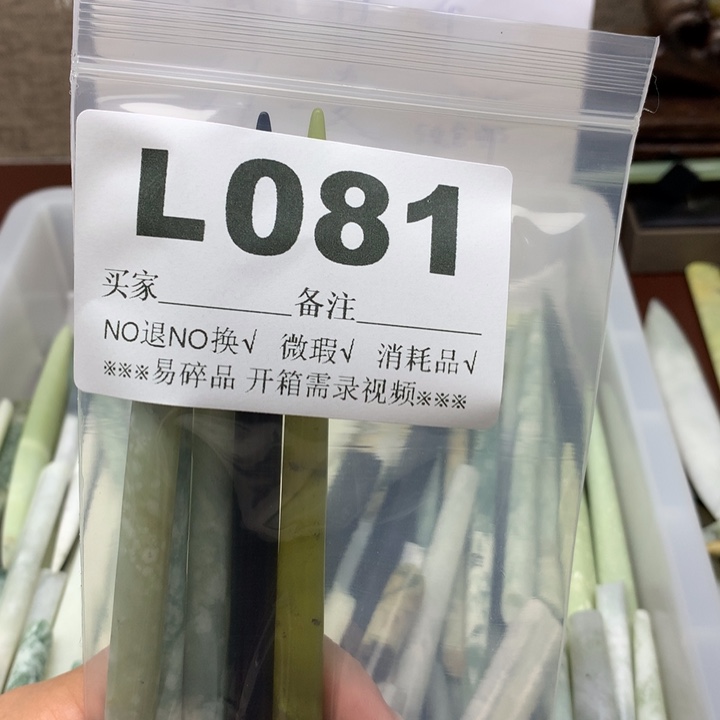 L081
买家________备注________
NO退NO换√ 微瑕√ 消耗品√
※※※易碎品 开箱需录视频※※※